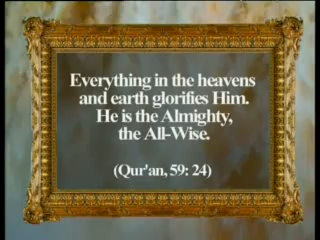 Everything in the heavens
and earth glorifies Him.
He is the Almighty,
the All-Wise.
(Qur'an, 59: 24)